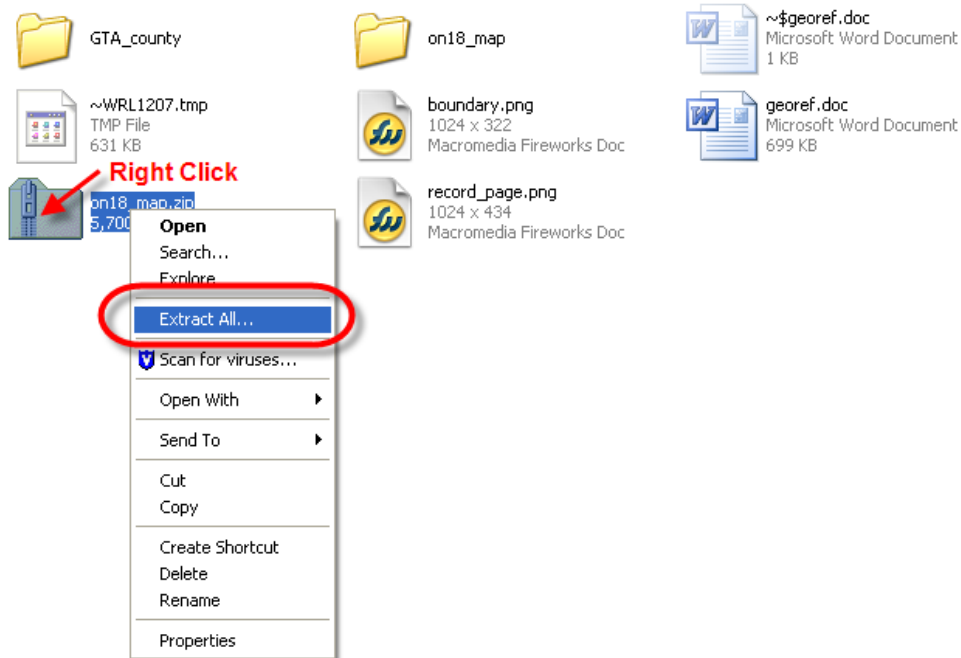 GTA_county
on18_map
~$georef.doc
Microsoft Word Document
1 KB
~WRL1207.tmp
TMP File
631 KB
boundary.png
1024 x 322
Macromedia Fireworks Doc
georef.doc
Microsoft Word Document
699 KB
Right Click
on18_map.zip
5,700
record_page.png
1024 x 434
Macromedia Fireworks Doc
Open
Search...
Explore
Extract All...
Scan for viruses...
Open With
Send To
Cut
Copy
Create Shortcut
Delete
Rename
Properties